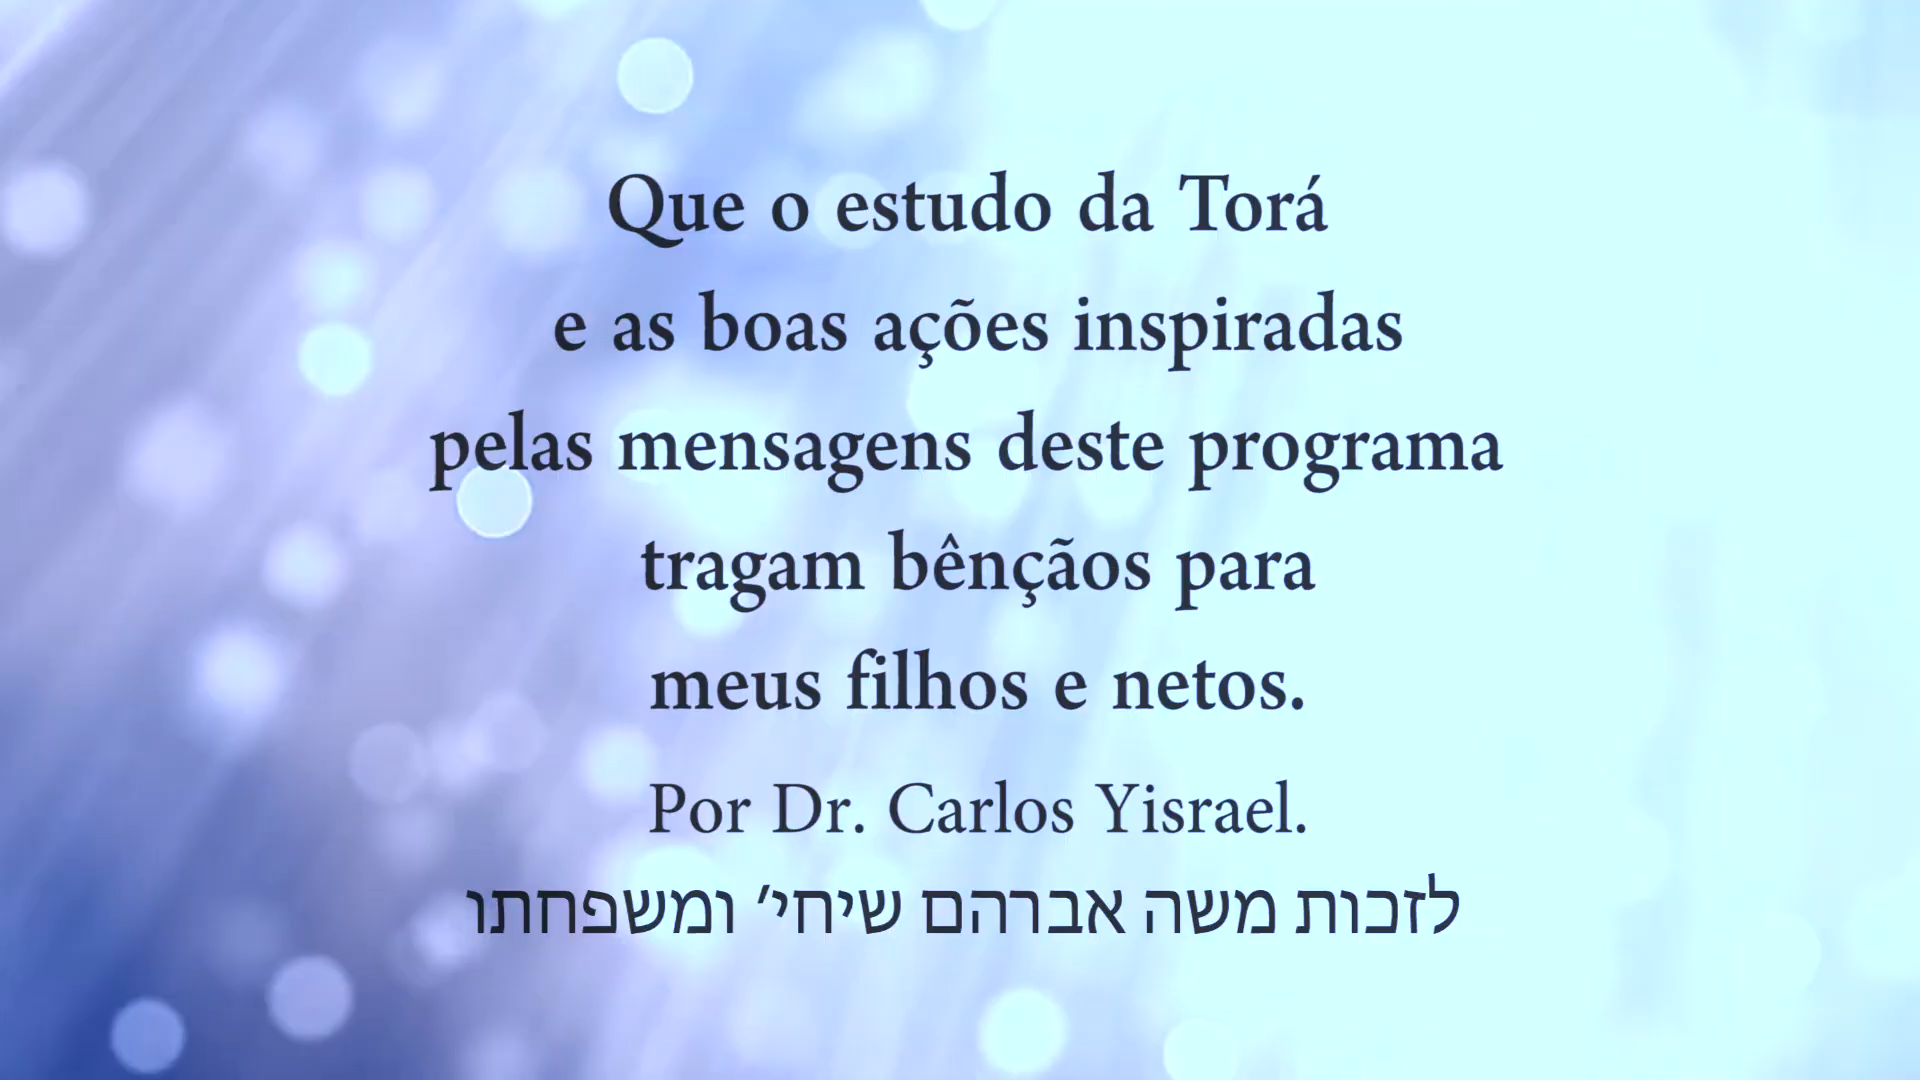 Que o estudo da Torá
e as boas ações inspiradas
pelas mensagens deste programa
tragam bênçãos para
meus filhos e netos.
Por Dr. Carlos Yisrael.
לזכות משה אברהם שיחי׳ ומשפחתו